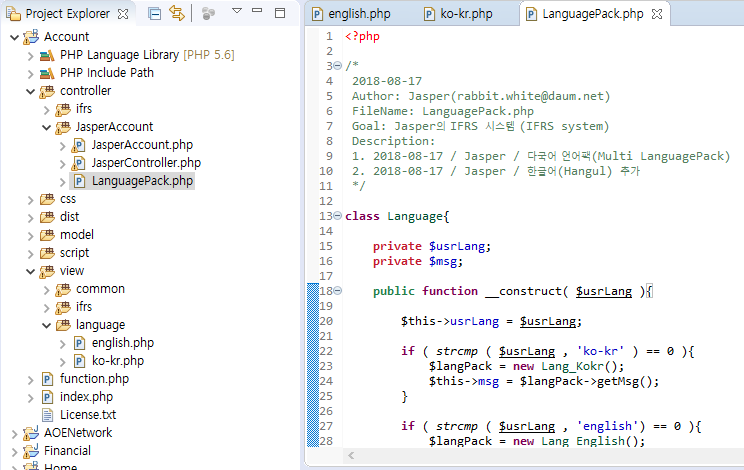 Project Explorer
Account
PHP Language Library [PHP 5.6]
PHP Include Path
controller
ifrs
JasperAccount
JasperAccount.php
JasperController.php
LanguagePack.php
css
dist
model
script
view
common
ifrs
language
english.php
ko-kr.php
function.php
index.php
License.txt
AOENetwork
Financial
Home
english.php ko-kr.php LanguagePack.php
1 <?php
2
3 /*
4 2018-08-17
5 Author: Jasper(rabbit.white@daum.net)
6 FileName: LanguagePack.php
7 Goal: Jasper의 IFRS 시스템 (IFRS system)
8 Description:
9 1. 2018-08-17 / Jasper / 다국어 언어팩(Multi LanguagePack)
10 2. 2018-08-17 / Jasper / 한글어(Hangul) 추가
11 */
12
13 class Language{
14
15 private $usrLang;
16 private $msg;
17
18 public function __construct( $usrLang ){
19
20 $this->usrLang = $usrLang;
21
22 if ( strcmp ( $usrLang , 'ko-kr' ) == 0 ){
23 $langPack = new Lang_Kokr();
24 $this->msg = $langPack->getMsg();
25 }
26
27 if ( strcmp ( $usrLang , 'english') == 0 ){
28 $langPack = new Lang_English();